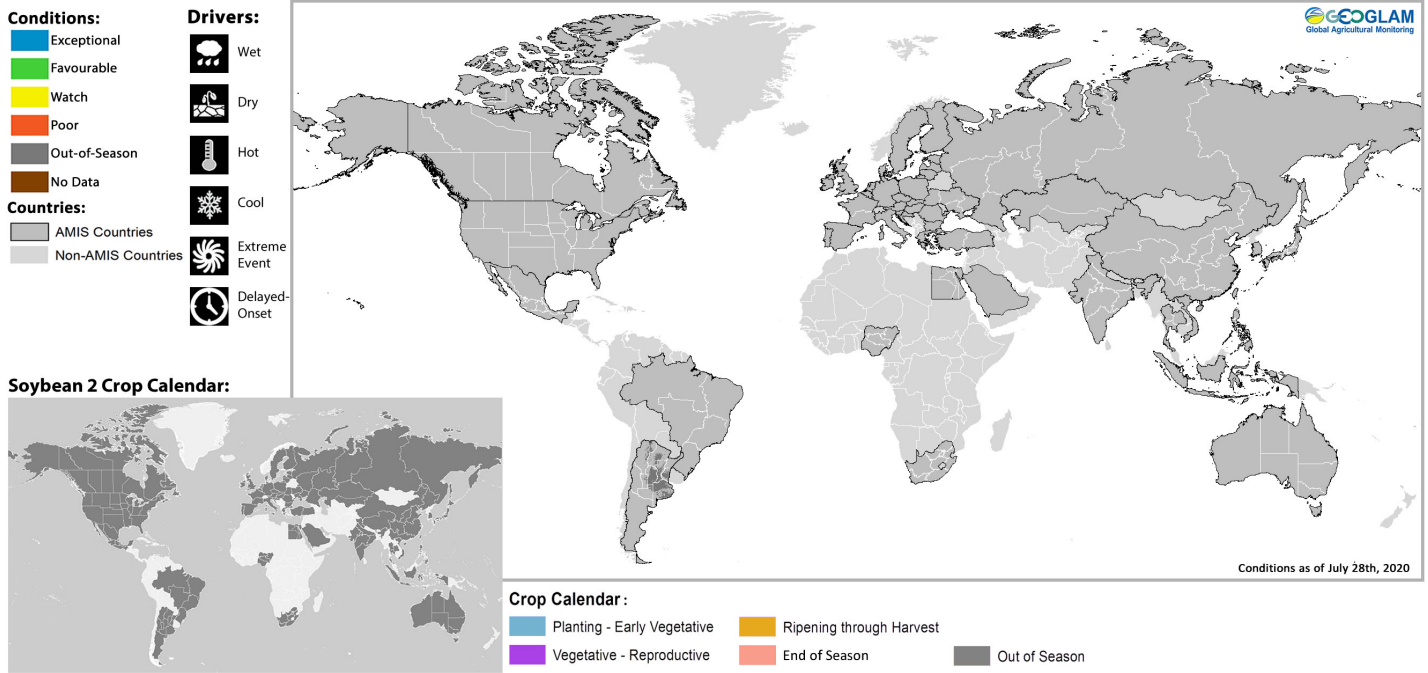 Conditions:
Exceptional
Favourable
Watch
Poor
Out-of-Season
No Data
Countries:
AMIS Countries
Non-AMIS Countries
Drivers:
Wet
Dry
Hot
Cool
Extreme
Event
Delayed-
Onset
GEOGLAM
Global Agricultural Monitoring
Conditions as of July 28th, 2020
Soybean 2 Crop Calendar:
Crop Calendar :
Planting - Early Vegetative
Ripening through Harvest
Vegetative - Reproductive
End of Season
Out of Season